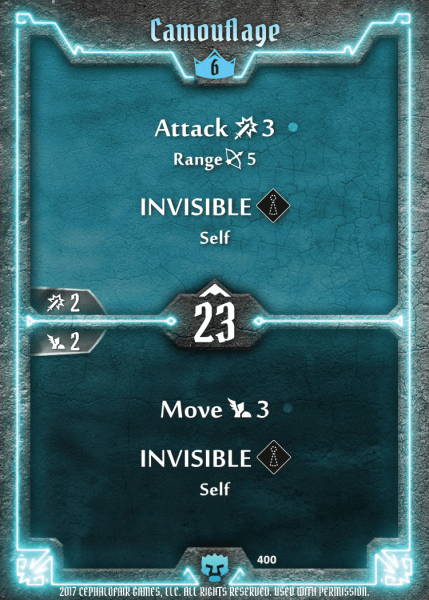 Camouflage
6
Attack 3
Range 5
INVISIBLE
Self
2
23
2
Move 3
INVISIBLE
Self
400
2017 CEPHALOFAIR GAMES, LLC. ALL RIGHTS RESERVED. USED WITH PERMISSION.